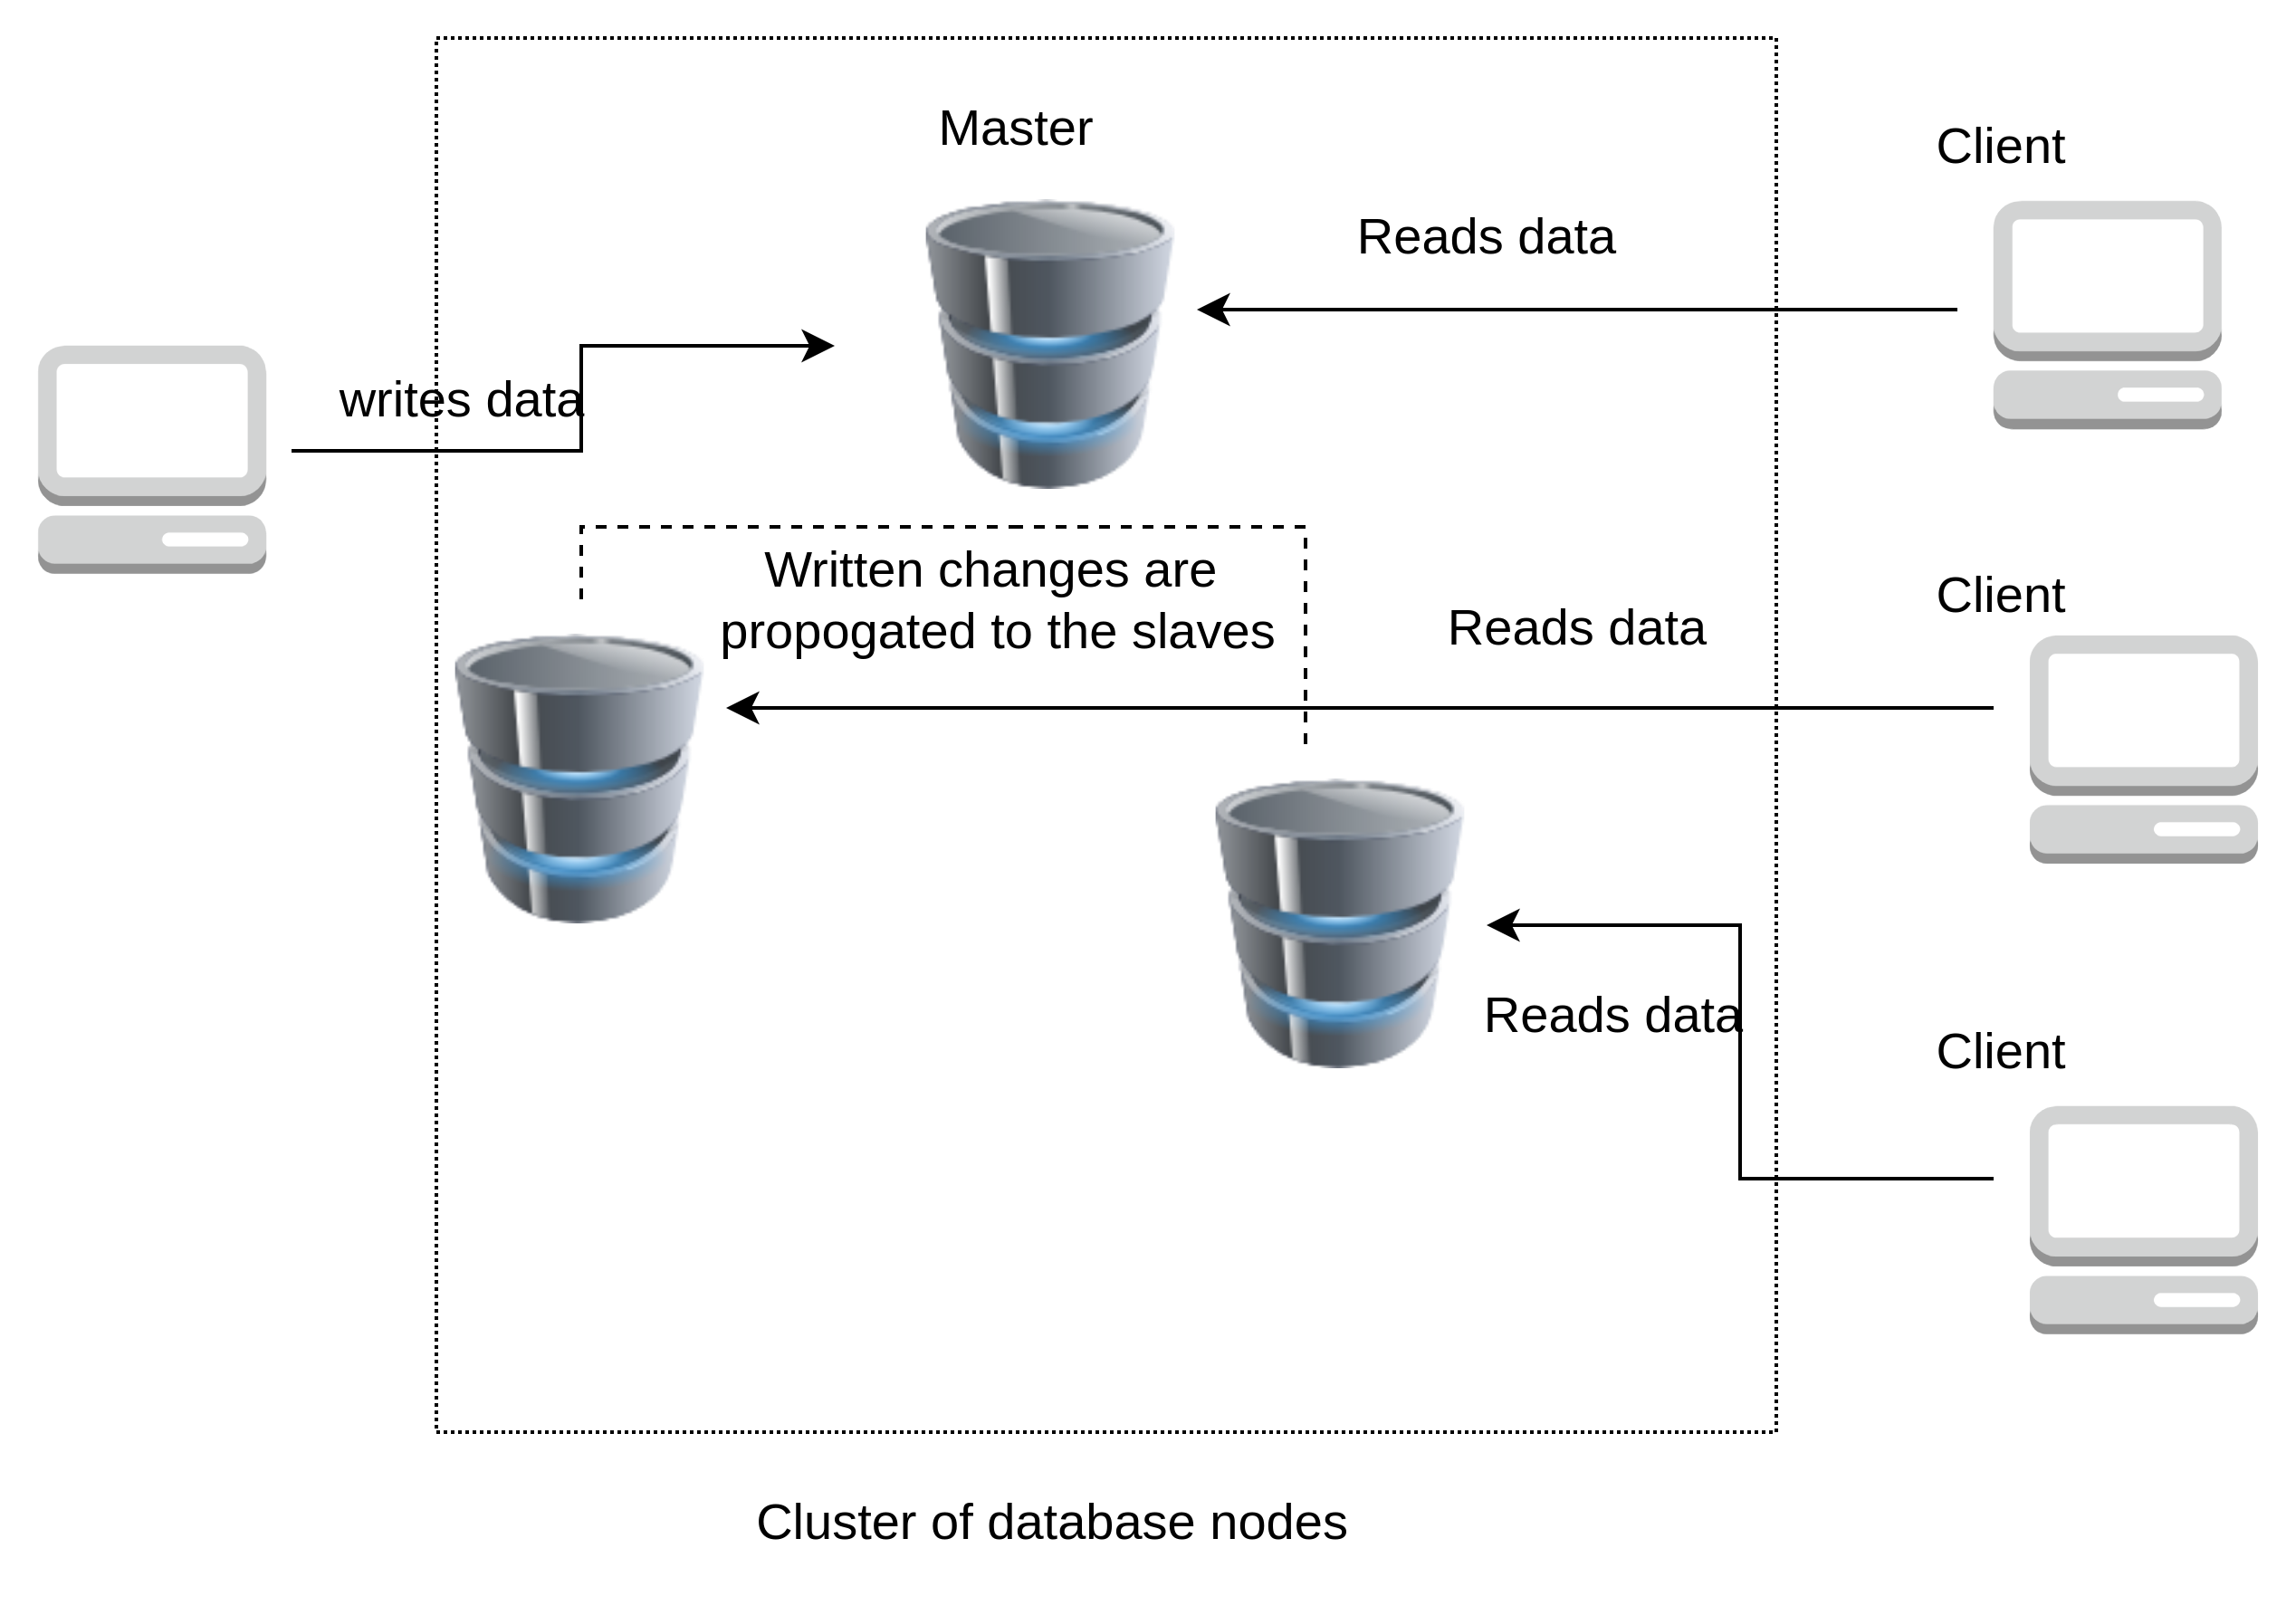 Master
Client
Reads data
writes data
Written changes are
propogated to the slaves
Reads data
Client
Reads data
Client
Cluster of database nodes